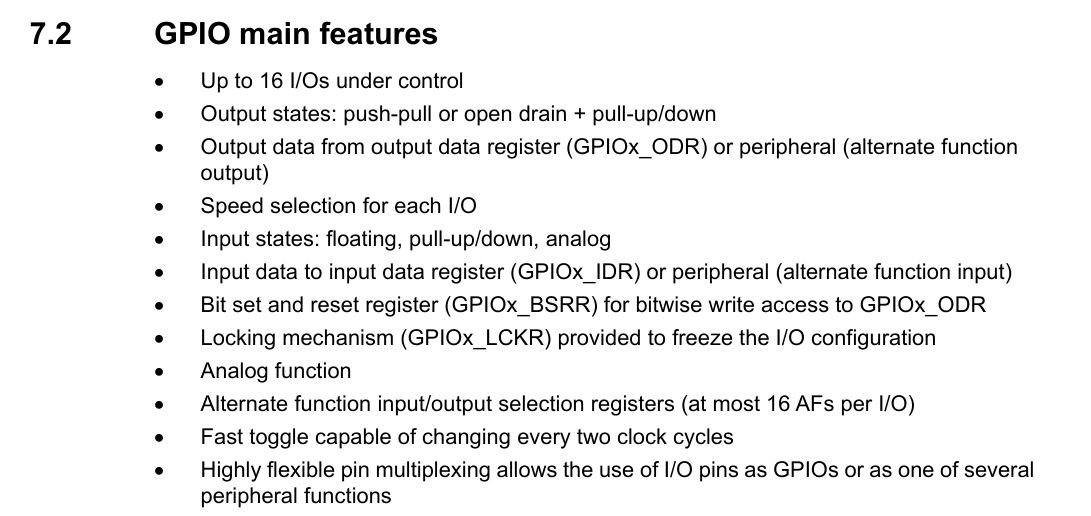 7.2 GPIO main features
• Up to 16 I/Os under control
• Output states: push-pull or open drain + pull-up/down
• Output data from output data register (GPIOx_ODR) or peripheral (alternate function
output)
• Speed selection for each I/O
• Input states: floating, pull-up/down, analog
• Input data to input data register (GPIOx_IDR) or peripheral (alternate function input)
• Bit set and reset register (GPIOx_BSRR) for bitwise write access to GPIOx_ODR
• Locking mechanism (GPIOx_LCKR) provided to freeze the I/O configuration
• Analog function
• Alternate function input/output selection registers (at most 16 AFs per I/O)
• Fast toggle capable of changing every two clock cycles
• Highly flexible pin multiplexing allows the use of I/O pins as GPIOs or as one of several
peripheral functions